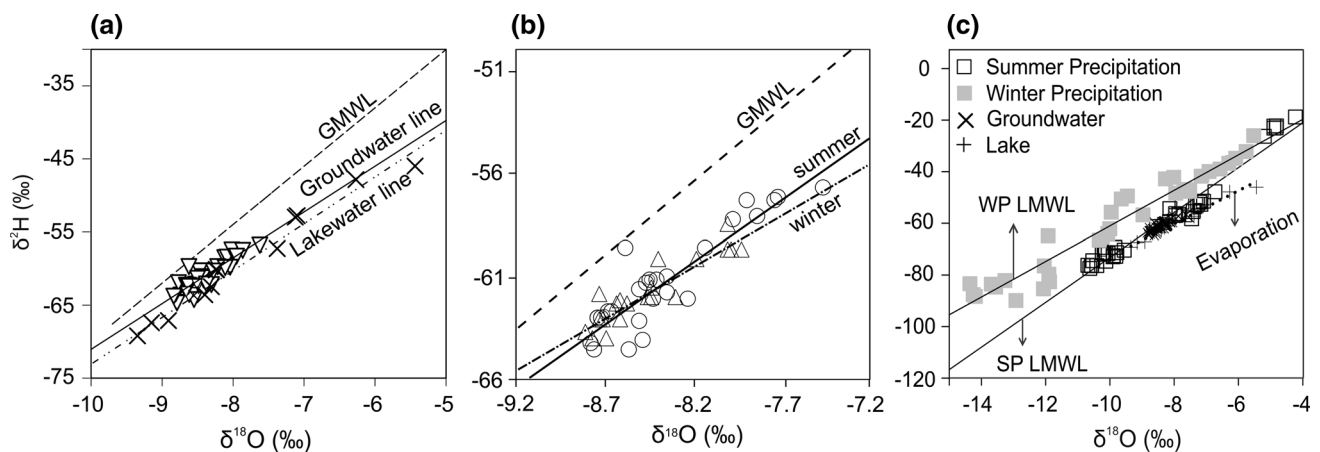 (a)
-35
-45
-55
-65
-75
δ²H (‰)
GMWL
Groundwater line
Lakewater line
-10
-9
-8
-7
-6
-5
δ¹⁸O (‰)
(b)
-51
-56
-61
-66
GMWL
summer
winter
-9.2
-8.7
-8.2
-7.7
-7.2
δ¹⁸O (‰)
(c)
0
-20
-40
-60
-80
-100
-120
Summer Precipitation
Winter Precipitation
Groundwater
Lake
WP LMWL
SP LMWL
Evaporation
-14
-12
-10
-8
-6
-4
δ¹⁸O (‰)